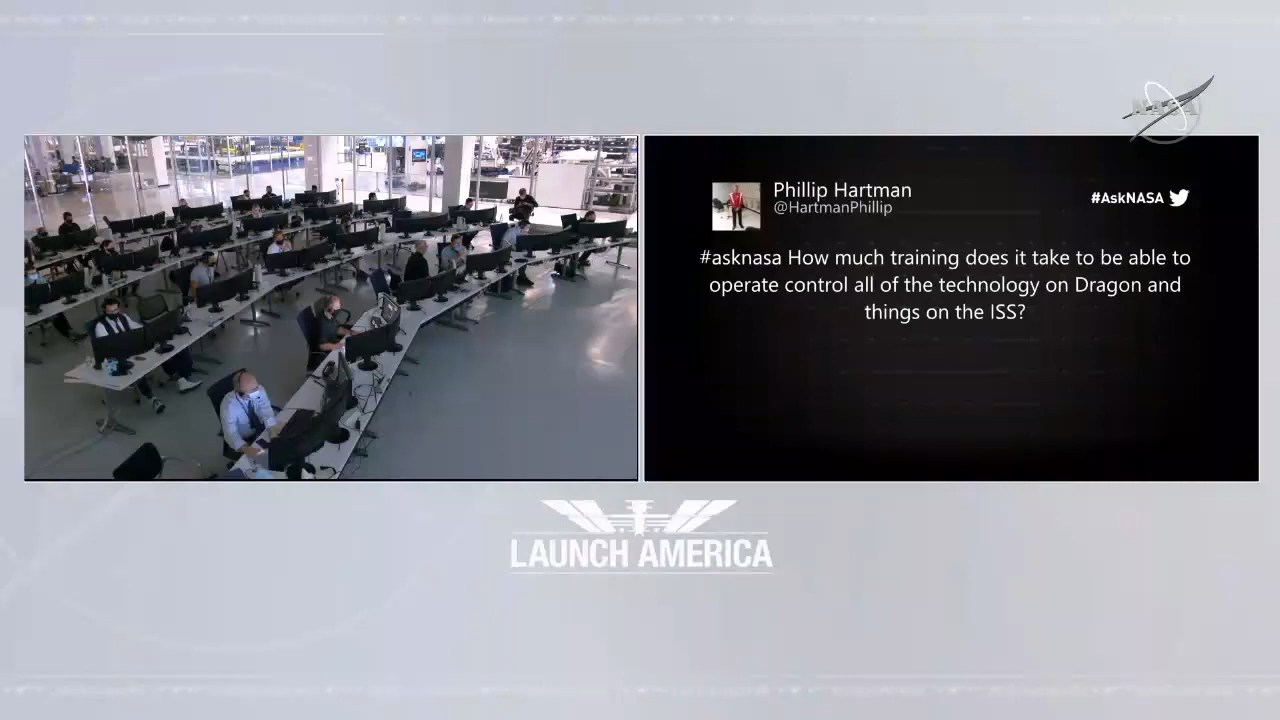 NASA
Phillip Hartman
@HartmanPhillip
#AskNASA
#asknasa How much training does it take to be able to
operate control all of the technology on Dragon and
things on the ISS?
LAUNCH AMERICA